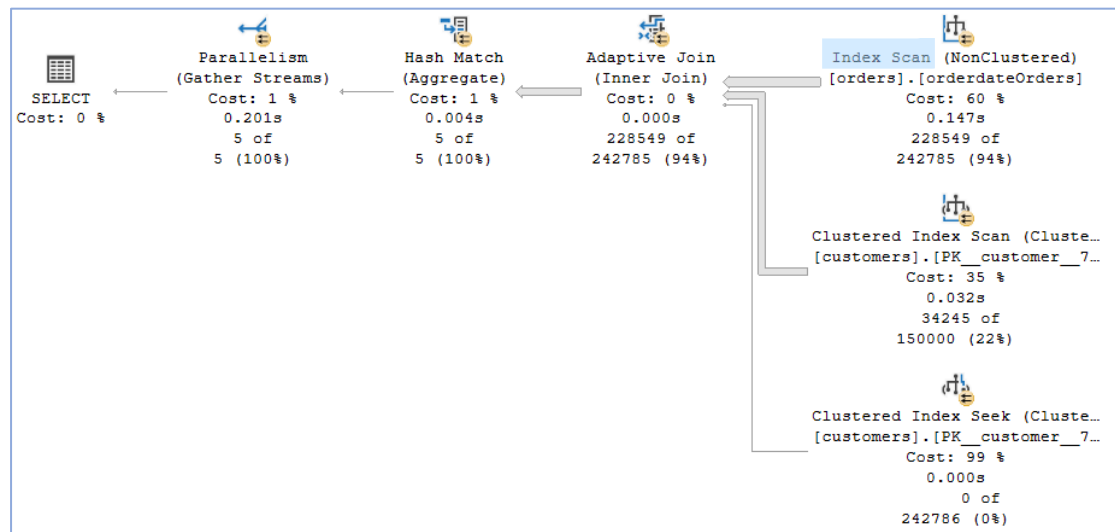 SELECT
Cost: 0 %
Parallelism
(Gather Streams)
Cost: 1 %
0.201s
5 of
5 (100%)
Hash Match
(Aggregate)
Cost: 1 %
0.004s
5 of
5 (100%)
Adaptive Join
(Inner Join)
Cost: 0 %
0.000s
228549 of
242785 (94%)
Index Scan (NonClustered)
[orders].[orderdateOrders]
Cost: 60 %
0.147s
228549 of
242785 (94%)
Clustered Index Scan (Cluste…
[customers].[PK__customer__7…
Cost: 35 %
0.032s
34245 of
150000 (22%)
Clustered Index Seek (Cluste…
[customers].[PK__customer__7…
Cost: 99 %
0.000s
0 of
242786 (0%)